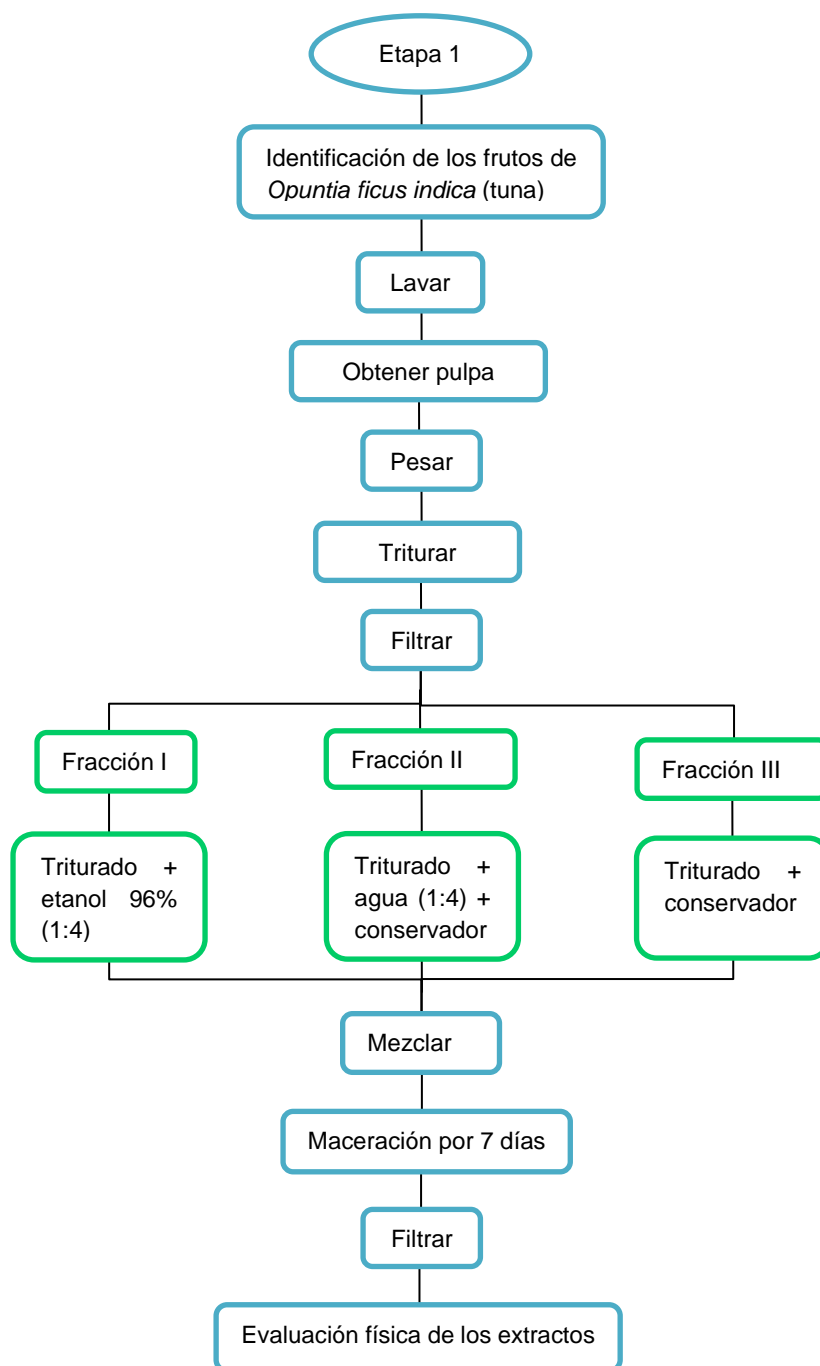 Etapa 1
Identificación de los frutos de
Opuntia ficus indica (tuna)
Lavar
Obtener pulpa
Pesar
Triturar
Filtrar
Fracción I
Fracción II
Fracción III
Triturado +
etanol 96%
(1:4)
Triturado +
agua (1:4) +
conservador
Triturado +
conservador
Mezclar
Maceración por 7 días
Filtrar
Evaluación física de los extractos